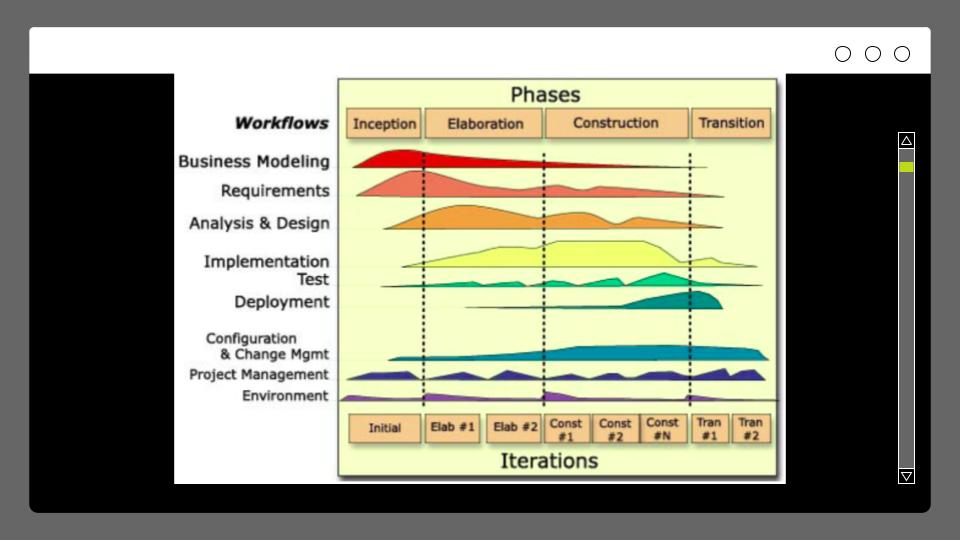 Phases
Workflows
Inception Elaboration Construction Transition
Business Modeling
Requirements
Analysis & Design
Implementation
Test
Deployment
Configuration
& Change Mgmt
Project Management
Environment
Initial Elab #1 Elab #2 Const #1 Const #2 Const #N Tran #1 Tran #2
Iterations